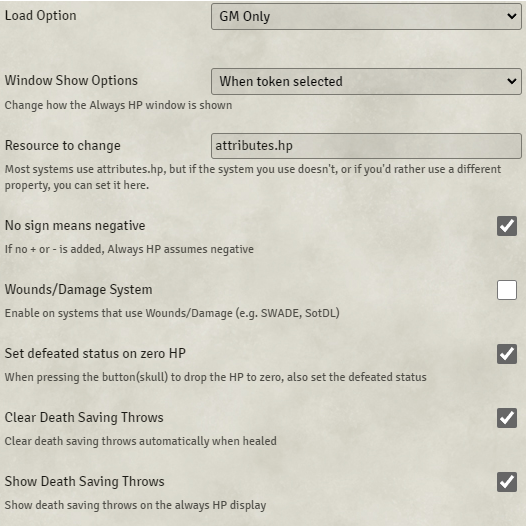 Load Option
GM Only
Window Show Options
When token selected
Change how the Always HP window is shown
Resource to change
attributes.hp
Most systems use attributes.hp, but if the system you use doesn't, or if you'd rather use a different
property, you can set it here.
No sign means negative
If no + or - is added, Always HP assumes negative
Wounds/Damage System
Enable on systems that use Wounds/Damage (e.g. SWADE, SotDL)
Set defeated status on zero HP
When pressing the button(skull) to drop the HP to zero, also set the defeated status
Clear Death Saving Throws
Clear death saving throws automatically when healed
Show Death Saving Throws
Show death saving throws on the always HP display